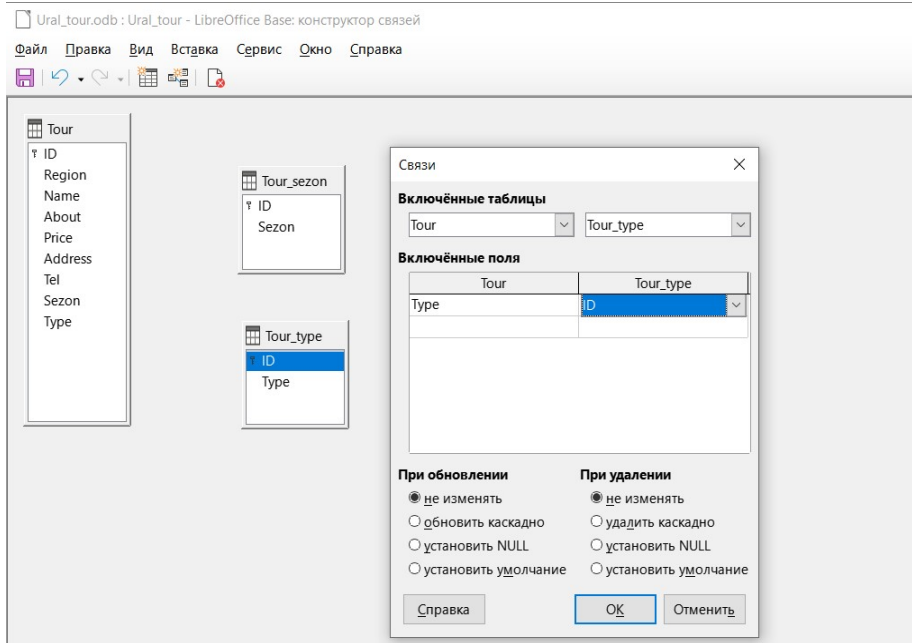 Ural_tour.odb : Ural_tour - LibreOffice Base: конструктор связей
Файл Правка Вид Вставка Сервис Окно Справка
Tour
ID
Region
Name
About
Price
Address
Tel
Sezon
Type
Tour_sezon
ID
Sezon
Tour_type
ID
Type
Связи
Включённые таблицы
Tour Tour_type
Включённые поля
Tour Tour_type
Type ID
При обновлении При удалении
не изменять не изменять
обновить каскадно удалить каскадно
установить NULL установить NULL
установить умолчание установить умолчание
Справка OK Отменить